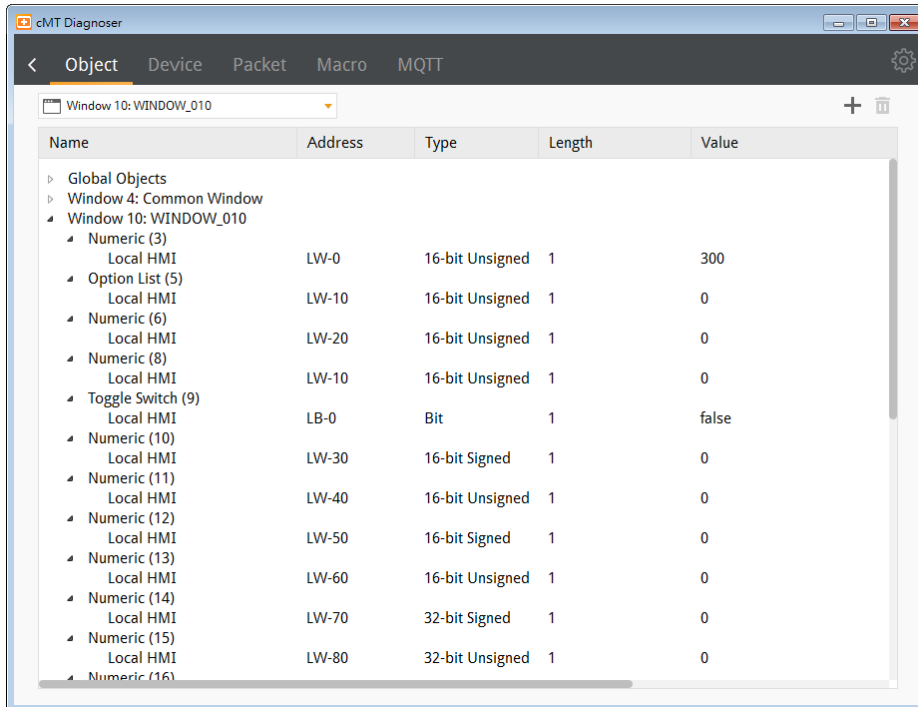 cMT Diagnoser
Object Device Packet Macro MQTT
Window 10: WINDOW_010
Name Address Type Length Value
Global Objects
Window 4: Common Window
Window 10: WINDOW_010
Numeric (3)
Local HMI LW-0 16-bit Unsigned 1 300
Option List (5)
Local HMI LW-10 16-bit Unsigned 1 0
Numeric (6)
Local HMI LW-20 16-bit Unsigned 1 0
Numeric (8)
Local HMI LW-10 16-bit Unsigned 1 0
Toggle Switch (9)
Local HMI LB-0 Bit 1 false
Numeric (10)
Local HMI LW-30 16-bit Signed 1 0
Numeric (11)
Local HMI LW-40 16-bit Unsigned 1 0
Numeric (12)
Local HMI LW-50 16-bit Signed 1 0
Numeric (13)
Local HMI LW-60 16-bit Unsigned 1 0
Numeric (14)
Local HMI LW-70 32-bit Signed 1 0
Numeric (15)
Local HMI LW-80 32-bit Unsigned 1 0
Numeric (16)